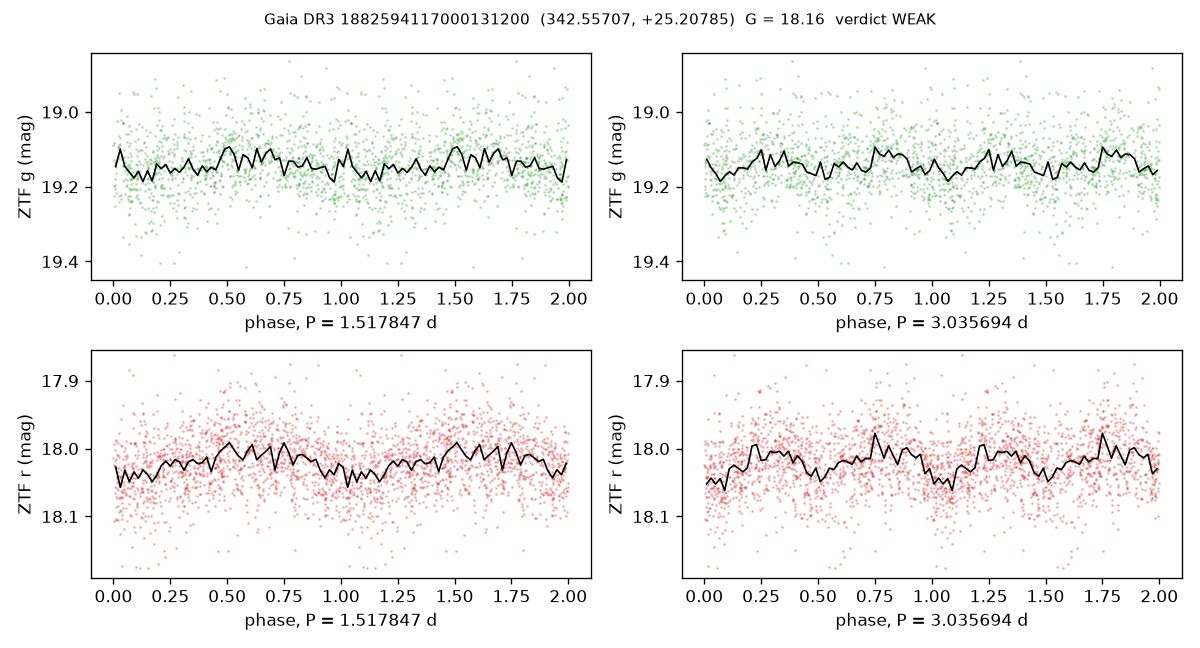 Gaia DR3 1882594117000131200 (342.55707, +25.20785) G = 18.16 verdict WEAK
ZTF g (mag)
19.0
19.2
19.4
0.00 0.25 0.50 0.75 1.00 1.25 1.50 1.75 2.00
phase, P = 1.517847 d
ZTF g (mag)
19.0
19.2
19.4
0.00 0.25 0.50 0.75 1.00 1.25 1.50 1.75 2.00
phase, P = 3.035694 d
ZTF r (mag)
17.9
18.0
18.1
0.00 0.25 0.50 0.75 1.00 1.25 1.50 1.75 2.00
phase, P = 1.517847 d
ZTF r (mag)
17.9
18.0
18.1
0.00 0.25 0.50 0.75 1.00 1.25 1.50 1.75 2.00
phase, P = 3.035694 d